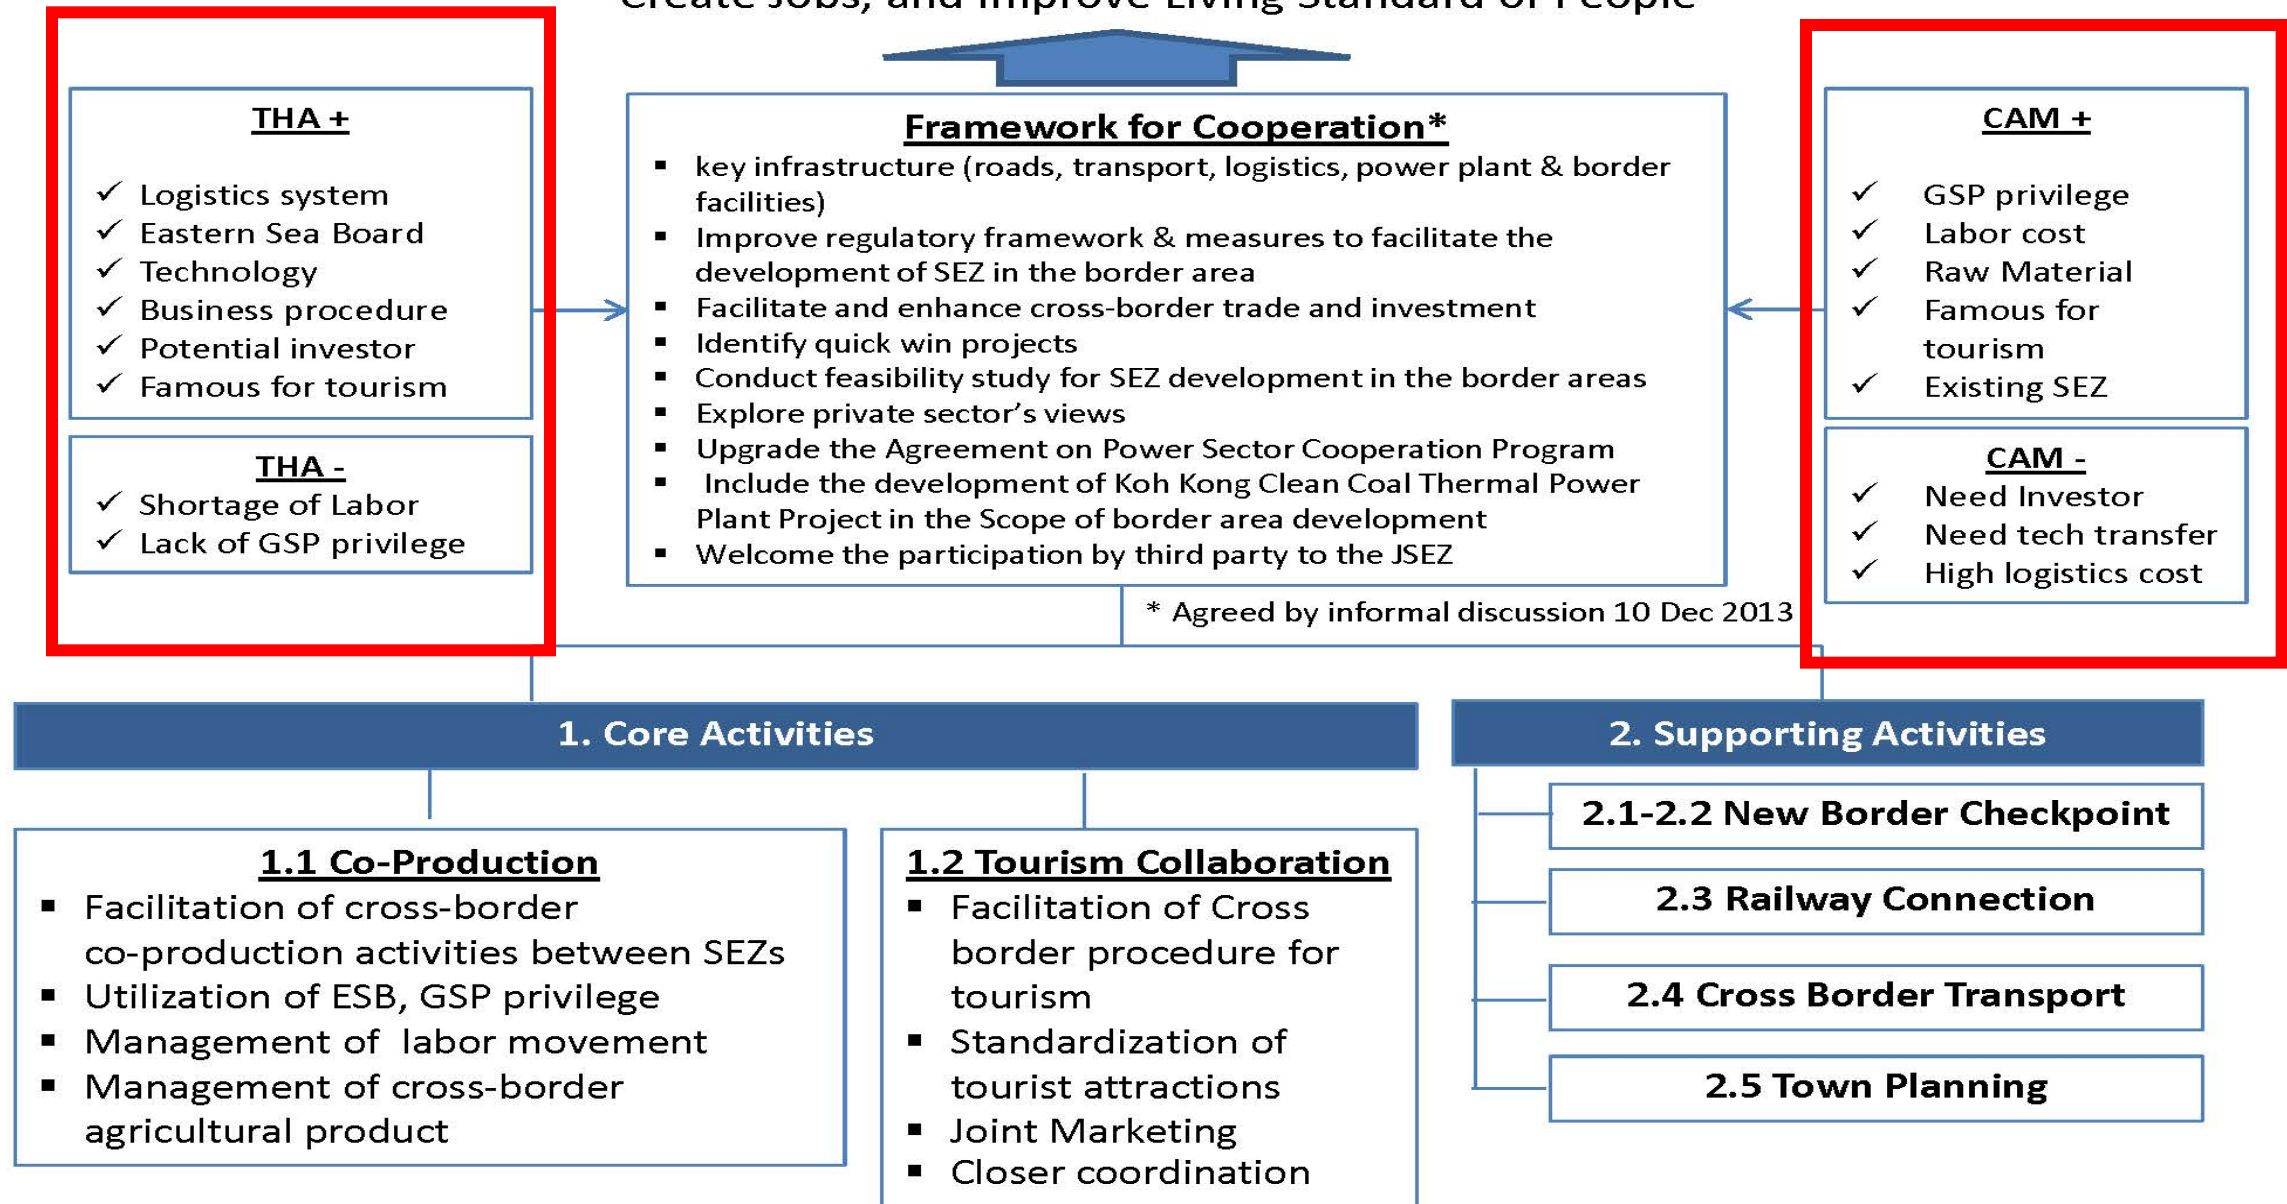 Create Jobs, and Improve Living Standard of People
THA +
✓ Logistics system
✓ Eastern Sea Board
✓ Technology
✓ Business procedure
✓ Potential investor
✓ Famous for tourism
THA -
✓ Shortage of Labor
✓ Lack of GSP privilege
Framework for Cooperation*
▪ key infrastructure (roads, transport, logistics, power plant & border
facilities)
▪ Improve regulatory framework & measures to facilitate the
development of SEZ in the border area
▪ Facilitate and enhance cross-border trade and investment
▪ Identify quick win projects
▪ Conduct feasibility study for SEZ development in the border areas
▪ Explore private sector’s views
▪ Upgrade the Agreement on Power Sector Cooperation Program
▪ Include the development of Koh Kong Clean Coal Thermal Power
Plant Project in the Scope of border area development
▪ Welcome the participation by third party to the JSEZ
* Agreed by informal discussion 10 Dec 2013
CAM +
✓ GSP privilege
✓ Labor cost
✓ Raw Material
✓ Famous for
tourism
✓ Existing SEZ
CAM -
✓ Need Investor
✓ Need tech transfer
✓ High logistics cost
1. Core Activities
1.1 Co-Production
▪ Facilitation of cross-border
co-production activities between SEZs
▪ Utilization of ESB, GSP privilege
▪ Management of labor movement
▪ Management of cross-border
agricultural product
1.2 Tourism Collaboration
▪ Facilitation of Cross
border procedure for
tourism
▪ Standardization of
tourist attractions
▪ Joint Marketing
▪ Closer coordination
2. Supporting Activities
2.1-2.2 New Border Checkpoint
2.3 Railway Connection
2.4 Cross Border Transport
2.5 Town Planning